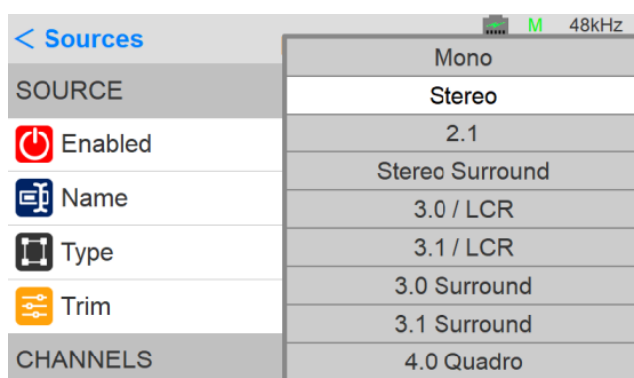 < Sources
M 48kHz
SOURCE
Enabled
Name
Type
Trim
CHANNELS
Mono
Stereo
2.1
Stereo Surround
3.0 / LCR
3.1 / LCR
3.0 Surround
3.1 Surround
4.0 Quadro